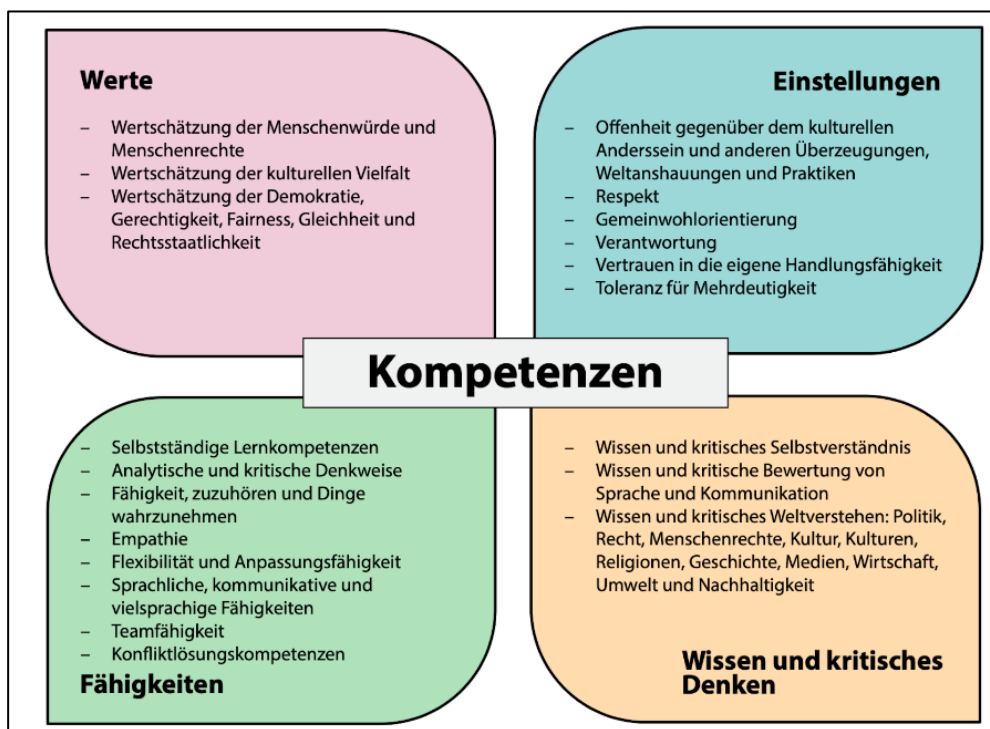 Werte
– Wertschätzung der Menschenwürde und
Menschenrechte
– Wertschätzung der kulturellen Vielfalt
– Wertschätzung der Demokratie,
Gerechtigkeit, Fairness, Gleichheit und
Rechtsstaatlichkeit
Einstellungen
– Offenheit gegenüber dem kulturellen
Anderssein und anderen Überzeugungen,
Weltanshauungen und Praktiken
– Respekt
– Gemeinwohlorientierung
– Verantwortung
– Vertrauen in die eigene Handlungsfähigkeit
– Toleranz für Mehrdeutigkeit
Kompetenzen
– Selbstständige Lernkompetenzen
– Analytische und kritische Denkweise
– Fähigkeit, zuzuhören und Dinge
wahrzunehmen
– Empathie
– Flexibilität und Anpassungsfähigkeit
– Sprachliche, kommunikative und
vielsprachige Fähigkeiten
– Teamfähigkeit
– Konfliktlösungskompetenzen
Fähigkeiten
– Wissen und kritisches Selbstverständnis
– Wissen und kritische Bewertung von
Sprache und Kommunikation
– Wissen und kritisches Weltverstehen: Politik,
Recht, Menschenrechte, Kultur, Kulturen,
Religionen, Geschichte, Medien, Wirtschaft,
Umwelt und Nachhaltigkeit
Wissen und kritisches
Denken